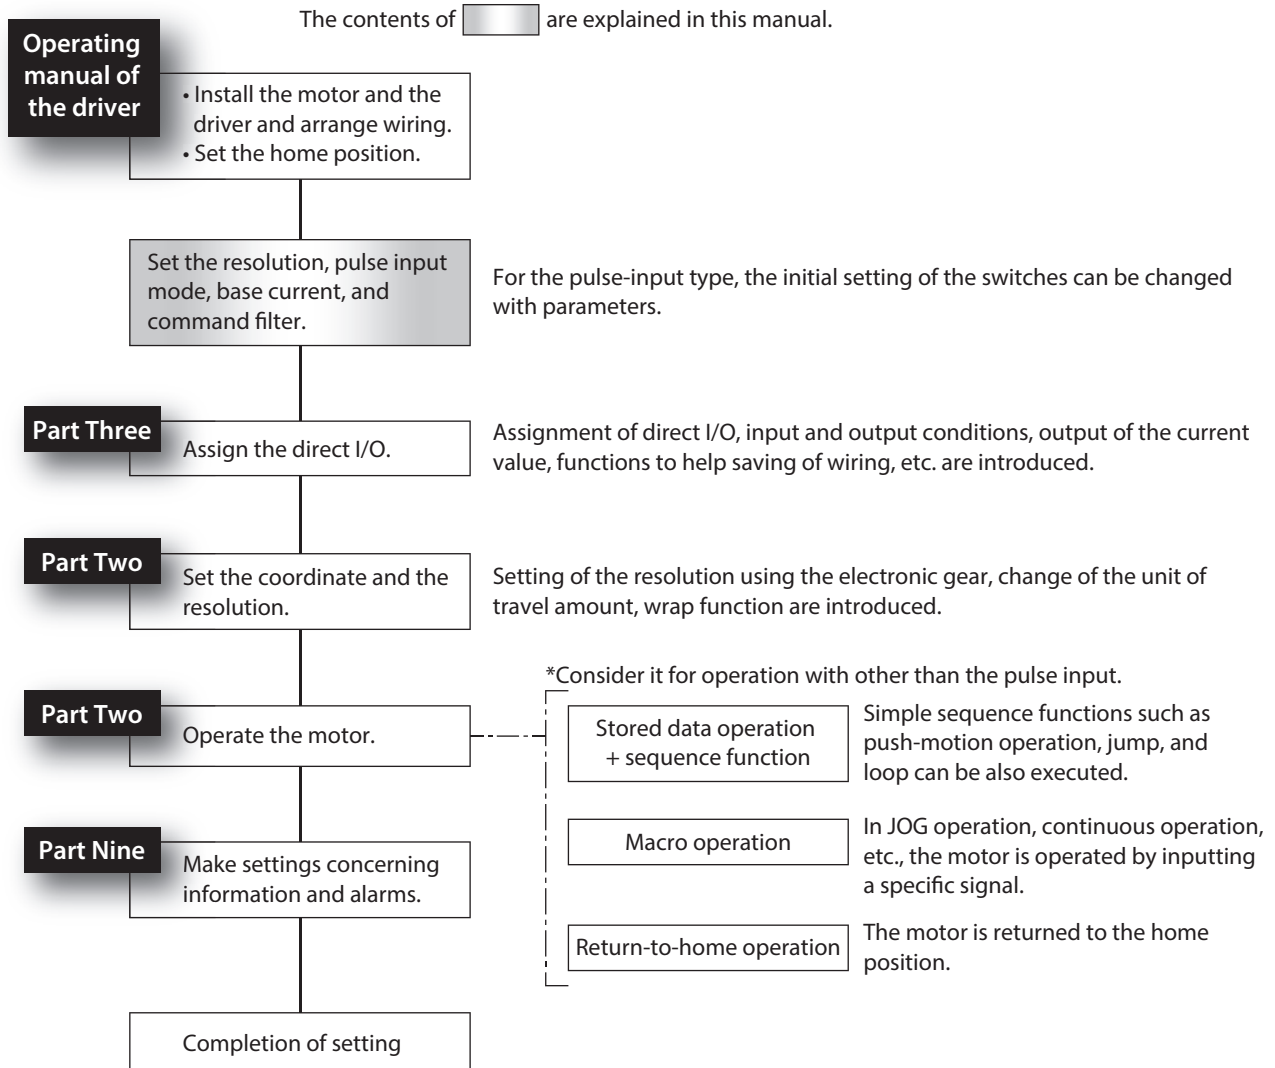 The contents of are explained in this manual.
Operating
manual of
the driver
• Install the motor and the
driver and arrange wiring.
• Set the home position.
Set the resolution, pulse input
mode, base current, and
command filter.
For the pulse-input type, the initial setting of the switches can be changed
with parameters.
Part Three
Assign the direct I/O.
Assignment of direct I/O, input and output conditions, output of the current
value, functions to help saving of wiring, etc. are introduced.
Part Two
Set the coordinate and the
resolution.
Setting of the resolution using the electronic gear, change of the unit of
travel amount, wrap function are introduced.
Part Two
Operate the motor.
*Consider it for operation with other than the pulse input.
Stored data operation
+ sequence function
Simple sequence functions such as
push-motion operation, jump, and
loop can be also executed.
Macro operation
In JOG operation, continuous operation,
etc., the motor is operated by inputting
a specific signal.
Return-to-home operation
The motor is returned to the home
position.
Part Nine
Make settings concerning
information and alarms.
Completion of setting